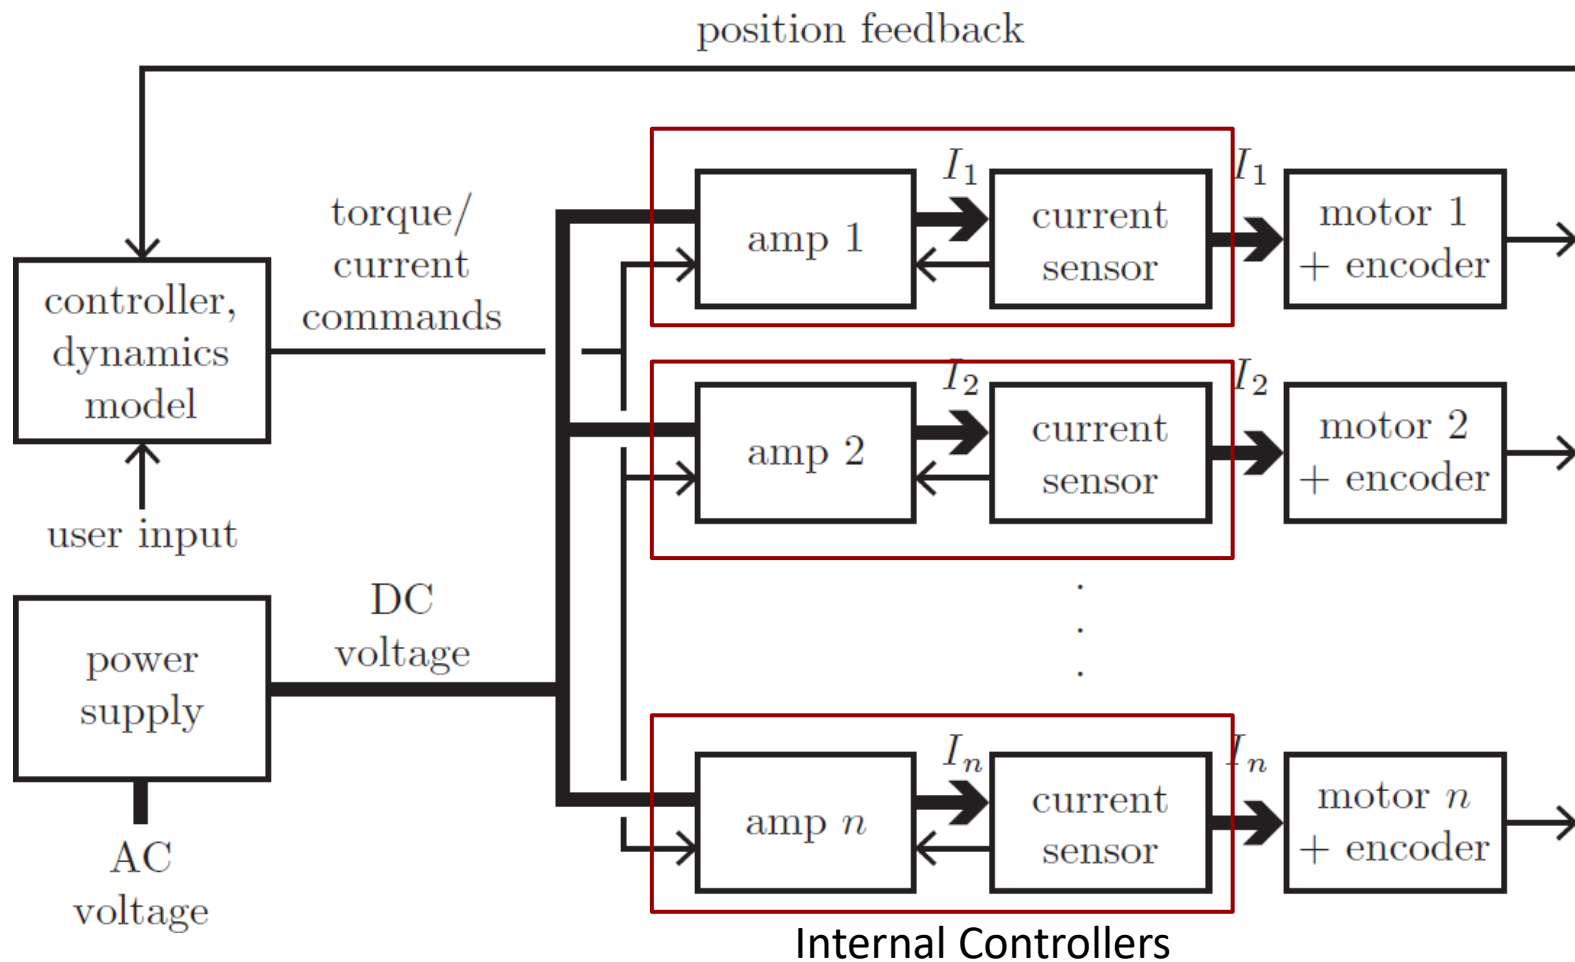 position feedback
torque/
current
commands
controller,
dynamics
model
user input
power
supply
DC
voltage
AC
voltage
amp 1
I₁
current
sensor
I₁
motor 1
+ encoder
amp 2
I₂
current
sensor
I₂
motor 2
+ encoder
.
.
.
amp n
Iₙ
current
sensor
Iₙ
motor n
+ encoder
Internal Controllers